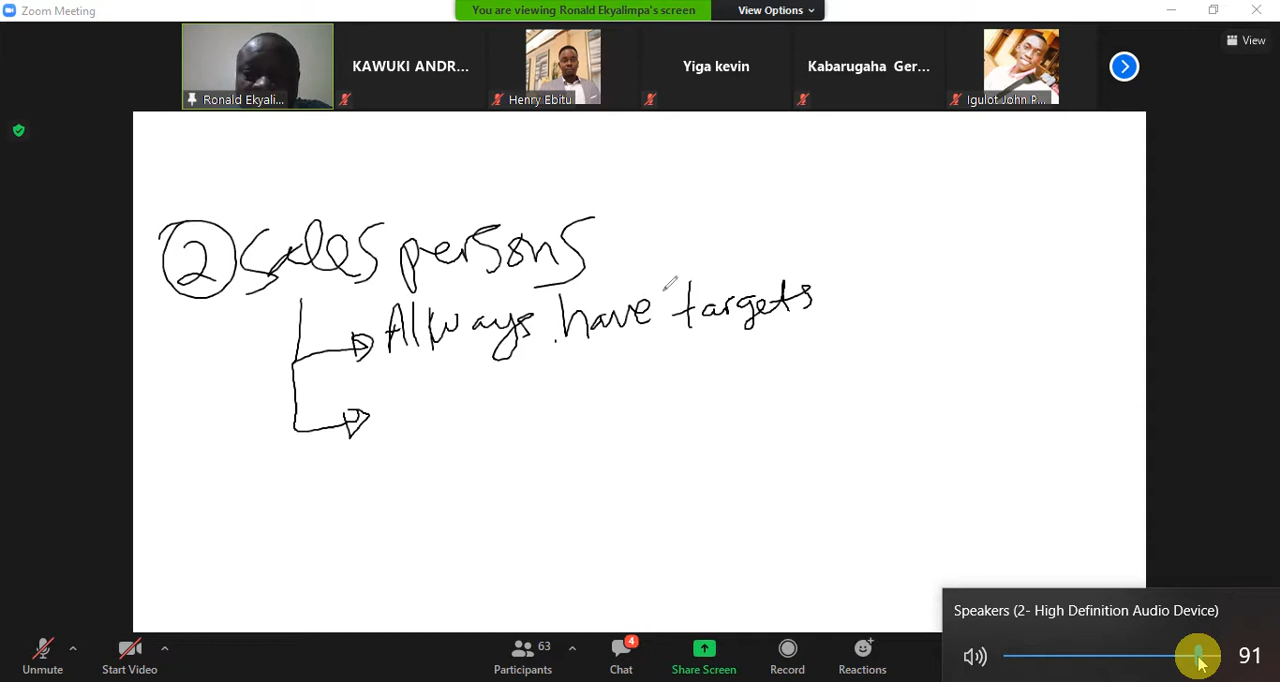 Zoom Meeting
You are viewing Ronald Ekyalimpa's screen
View Options
View
Ronald Ekyali...
KAWUKI ANDR...
Henry Ebitu
Yiga kevin
Kabarugaha Ger...
Igulot John P...
2 Sales persons
Always have targets
Speakers (2- High Definition Audio Device)
91
Unmute
Start Video
63
Participants
4
Chat
Share Screen
Record
Reactions